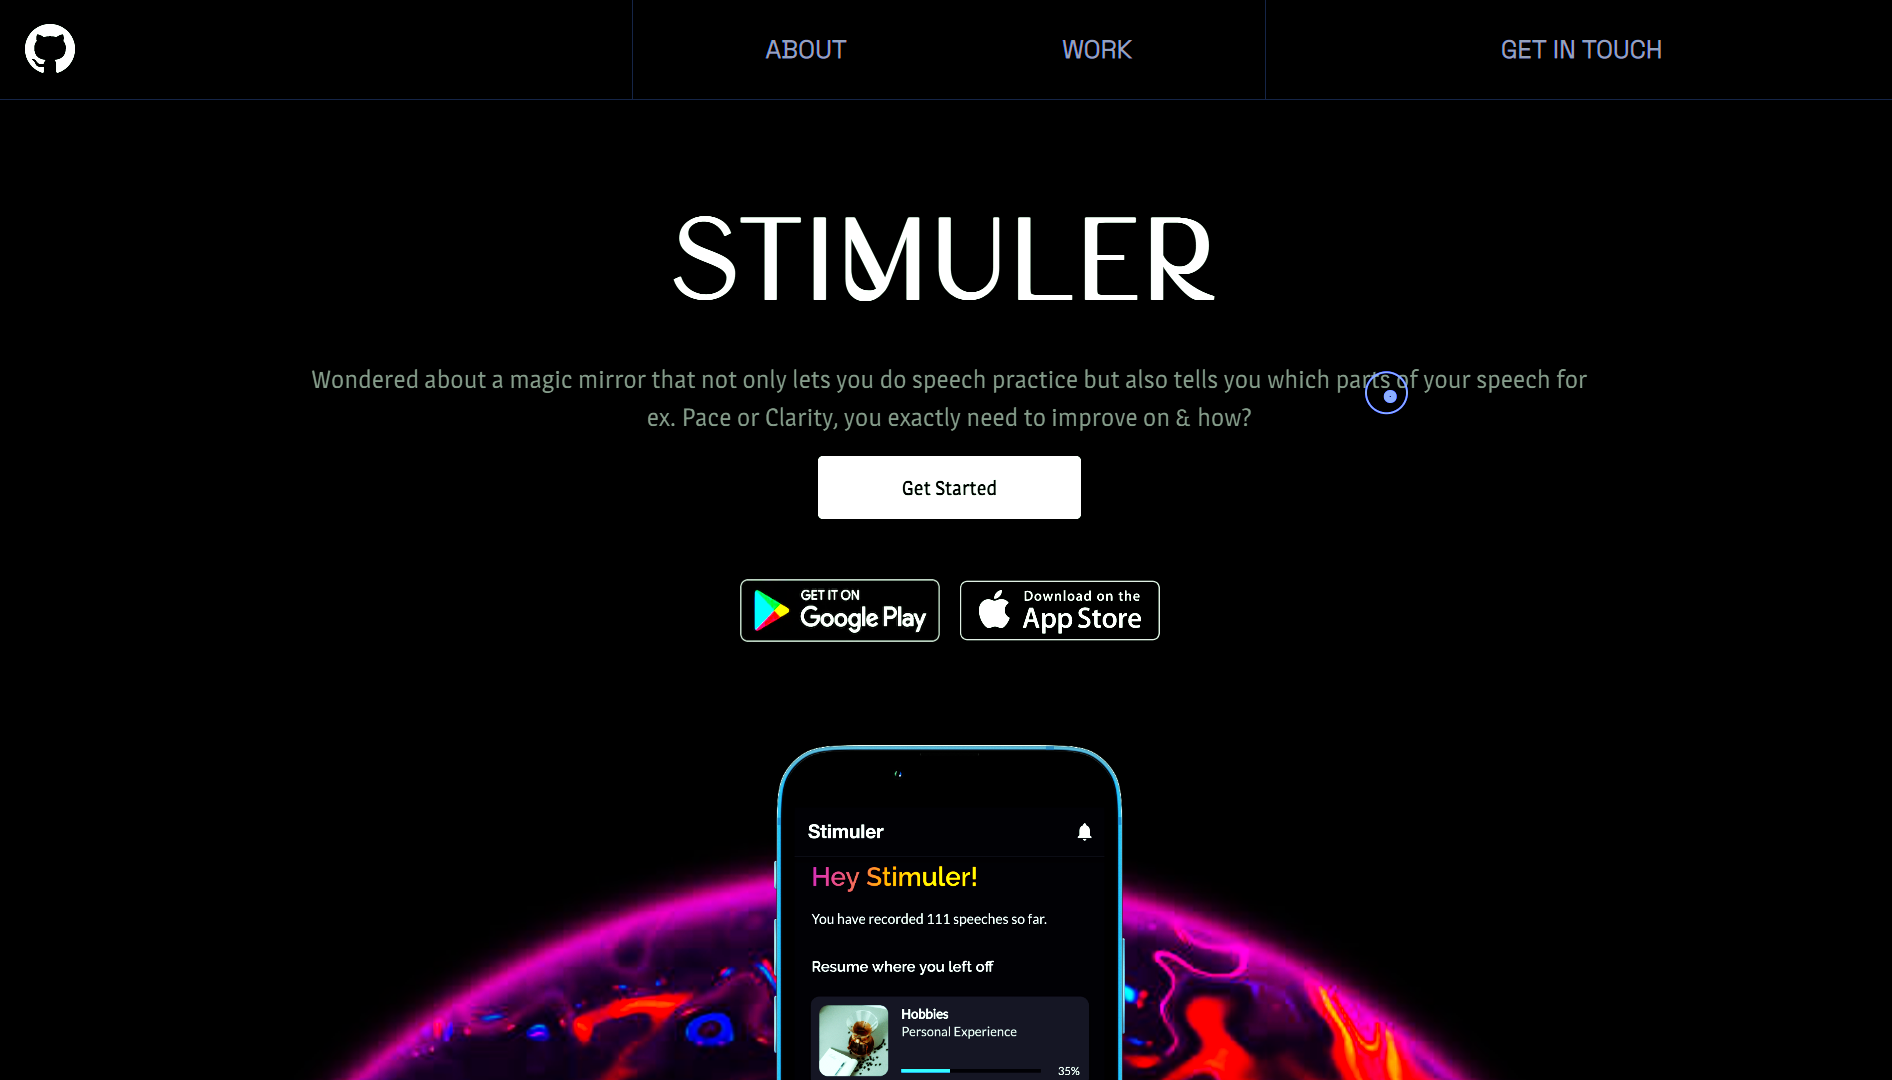 ABOUT
WORK
GET IN TOUCH
STIMULER
Wondered about a magic mirror that not only lets you do speech practice but also tells you which parts of your speech for
ex. Pace or Clarity, you exactly need to improve on & how?
Get Started
GET IT ON
Google Play
Download on the
App Store
Stimuler
Hey Stimuler!
You have recorded 111 speeches so far.
Resume where you left off
Hobbies
Personal Experience
35%